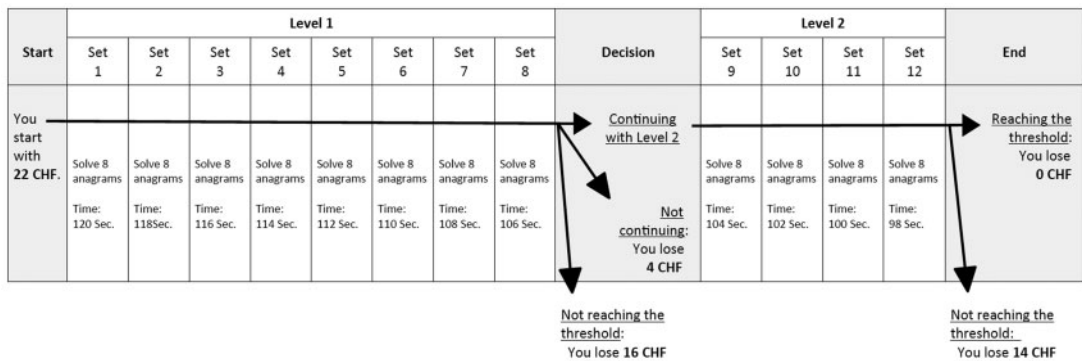 Level 1
Level 2
Start
Set 1
Set 2
Set 3
Set 4
Set 5
Set 6
Set 7
Set 8
Decision
Set 9
Set 10
Set 11
Set 12
End
You
start
with
22 CHF.
Solve 8
anagrams
Time:
120 Sec.
Solve 8
anagrams
Time:
118Sec.
Solve 8
anagrams
Time:
116 Sec.
Solve 8
anagrams
Time:
114 Sec.
Solve 8
anagrams
Time:
112 Sec.
Solve 8
anagrams
Time:
110 Sec.
Solve 8
anagrams
Time:
108 Sec.
Solve 8
anagrams
Time:
106 Sec.
Continuing
with Level 2
Not
continuing:
You lose
4 CHF
Not reaching the
threshold:
You lose 16 CHF
Solve 8
anagrams
Time:
104 Sec.
Solve 8
anagrams
Time:
102 Sec.
Solve 8
anagrams
Time:
100 Sec.
Solve 8
anagrams
Time:
98 Sec.
Reaching the
threshold:
You lose
0 CHF
Not reaching the
threshold:
You lose 14 CHF